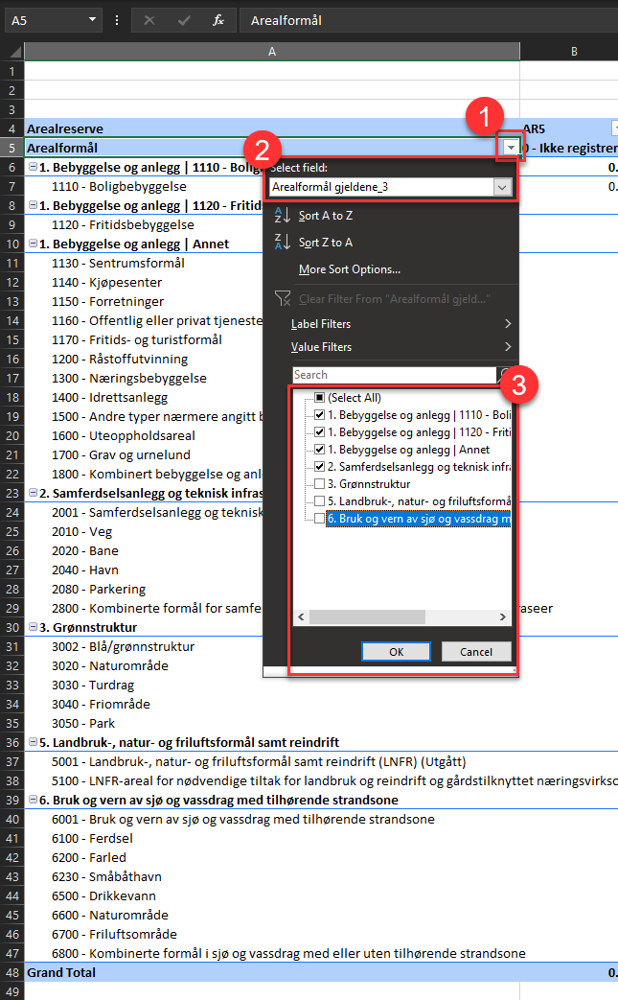 A5
fx
Arealformål
A
B
1
2
3
4
Arealreserve
AR5
1
5
Arealformål
0 - Ikke registrer
2
Select field:
Arealformål gjeldene_3
Sort A to Z
Sort Z to A
More Sort Options...
Clear Filter From "Arealformål gjeld..."
Label Filters
Value Filters
Search
3
(Select All)
1. Bebyggelse og anlegg | 1110 - Boli
1. Bebyggelse og anlegg | 1120 - Friti
1. Bebyggelse og anlegg | Annet
2. Samferdselsanlegg og teknisk infra
3. Grønnstruktur
5. Landbruk-, natur- og friluftsformå
6. Bruk og vern av sjø og vassdrag m
OK
Cancel
6
1. Bebyggelse og anlegg | 1110 - Bolig
0.
7
1110 - Boligbebyggelse
0.
8
1. Bebyggelse og anlegg | 1120 - Fritids
9
1120 - Fritidsbebyggelse
10
1. Bebyggelse og anlegg | Annet
11
1130 - Sentrumsformål
12
1140 - Kjøpesenter
13
1150 - Forretninger
14
1160 - Offentlig eller privat tjeneste
15
1170 - Fritids- og turistformål
16
1200 - Råstoffutvinning
17
1300 - Næringsbebyggelse
18
1400 - Idrettsanlegg
19
1500 - Andre typer nærmere angitt b
20
1600 - Uteoppholdsareal
21
1700 - Grav og urnelund
22
1800 - Kombinert bebyggelse og anl
23
2. Samferdselsanlegg og teknisk infras
24
2001 - Samferdselsanlegg og teknisk
25
2010 - Veg
26
2020 - Bane
27
2040 - Havn
28
2080 - Parkering
29
2800 - Kombinerte formål for samfe
raseer
30
3. Grønnstruktur
31
3002 - Blå/grønnstruktur
32
3020 - Naturområde
33
3030 - Turdrag
34
3040 - Friområde
35
3050 - Park
36
5. Landbruk-, natur- og friluftsformål samt reindrift
37
5001 - Landbruk-, natur- og friluftsformål samt reindrift (LNFR) (Utgått)
38
5100 - LNFR-areal for nødvendige tiltak for landbruk og reindrift og gårdstilknyttet næringsvirkso
39
6. Bruk og vern av sjø og vassdrag med tilhørende strandsone
40
6001 - Bruk og vern av sjø og vassdrag med tilhørende strandsone
41
6100 - Ferdsel
42
6200 - Farled
43
6230 - Småbåthavn
44
6500 - Drikkevann
45
6600 - Naturområde
46
6700 - Friluftsområde
47
6800 - Kombinerte formål i sjø og vassdrag med eller uten tilhørende strandsone
48
Grand Total
0.
49